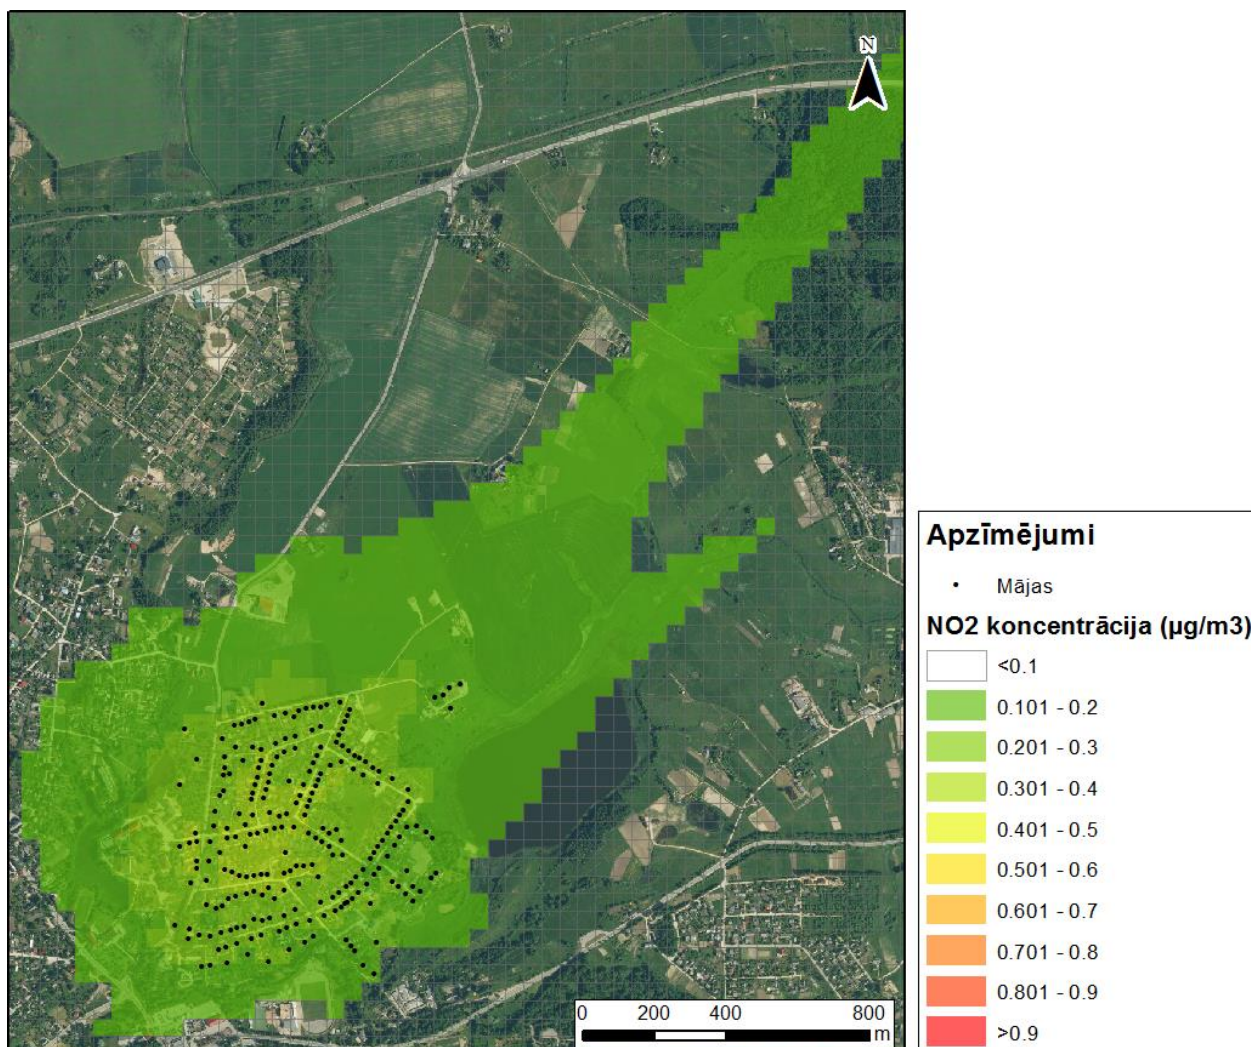 N
Apzīmējumi
Mājas
NO2 koncentrācija (µg/m3)
<0.1
0.101 - 0.2
0.201 - 0.3
0.301 - 0.4
0.401 - 0.5
0.501 - 0.6
0.601 - 0.7
0.701 - 0.8
0.801 - 0.9
>0.9
0 200 400 800
m